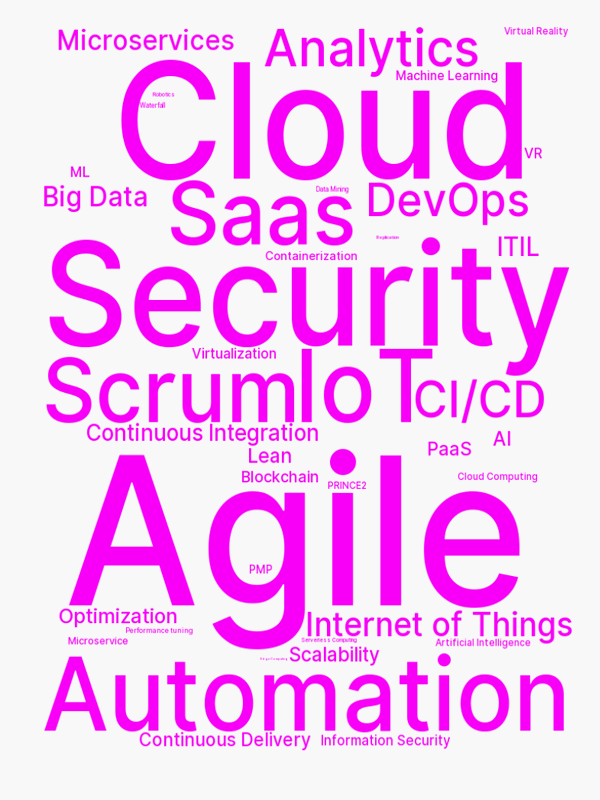 Virtual Reality
Microservices
Analytics
Machine Learning
Cloud
Robotics
Waterfall
VR
ML
Big Data
Saas
Data Mining
DevOps
Replication
ITIL
Containerization
Security
Virtualization
Scrum
IoT
CI/CD
Continuous Integration
AI
PaaS
Lean
Blockchain
PRINCE2
Cloud Computing
Agile
PMP
Optimization
Internet of Things
Performance tuning
Microservice
Serverless Computing
Artificial Intelligence
Scalability
Edge Computing
Automation
Continuous Delivery
Information Security